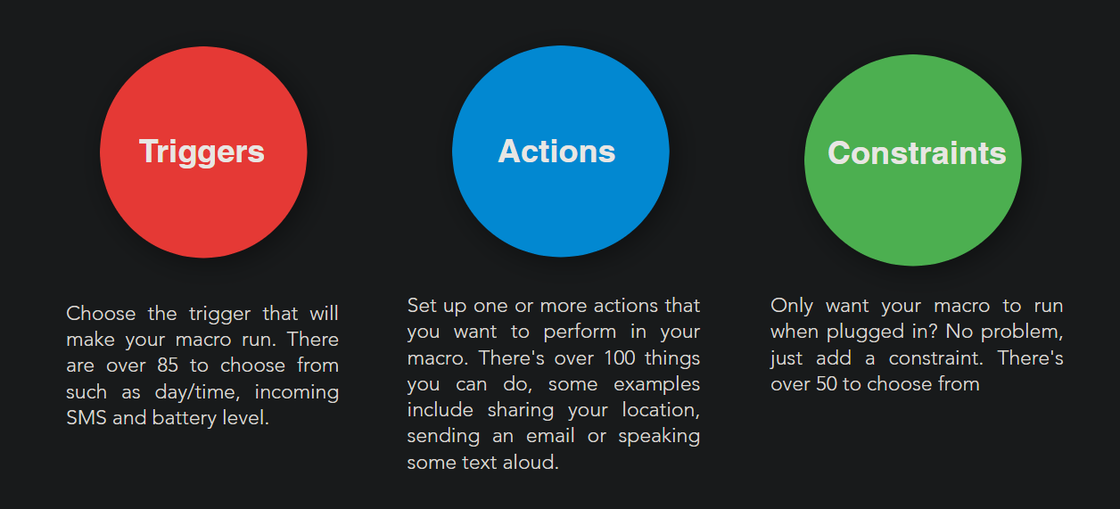 Triggers
Choose the trigger that will
make your macro run. There
are over 85 to choose from
such as day/time, incoming
SMS and battery level.
Actions
Set up one or more actions that
you want to perform in your
macro. There's over 100 things
you can do, some examples
include sharing your location,
sending an email or speaking
some text aloud.
Constraints
Only want your macro to run
when plugged in? No problem,
just add a constraint. There's
over 50 to choose from